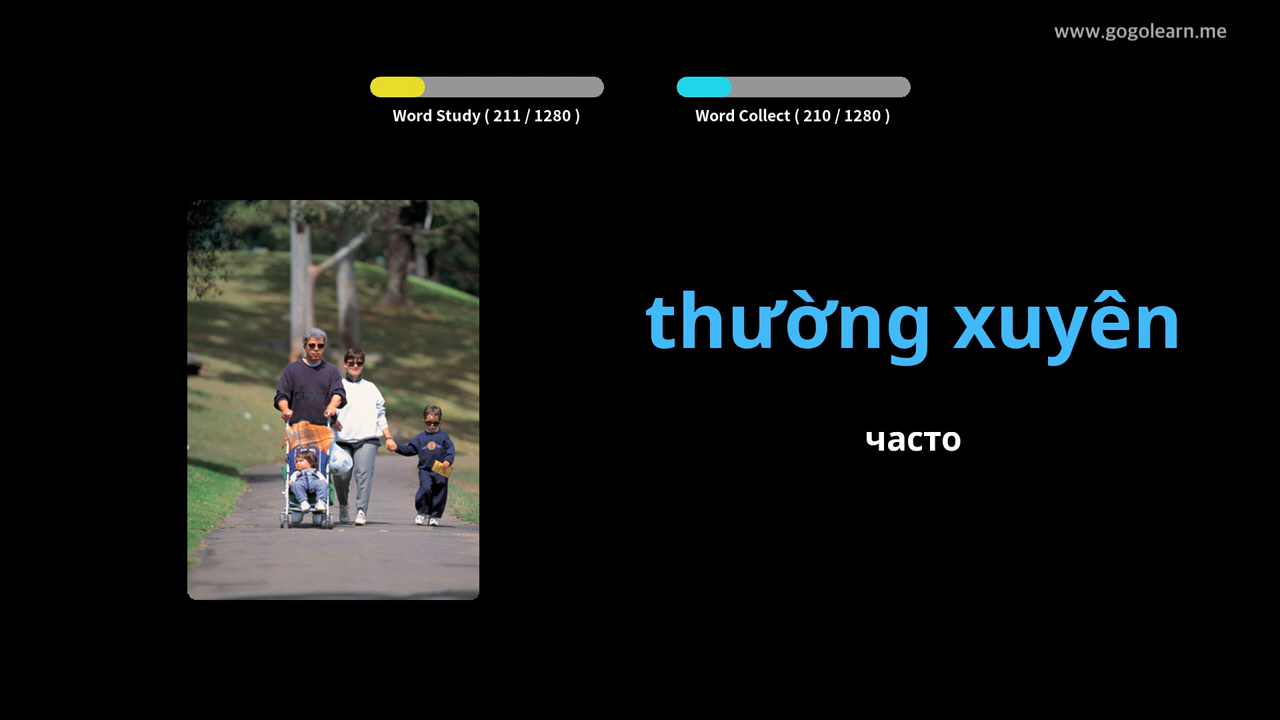 www.gogolearn.me
Word Study ( 211 / 1280 )
Word Collect ( 210 / 1280 )
thường xuyên
часто